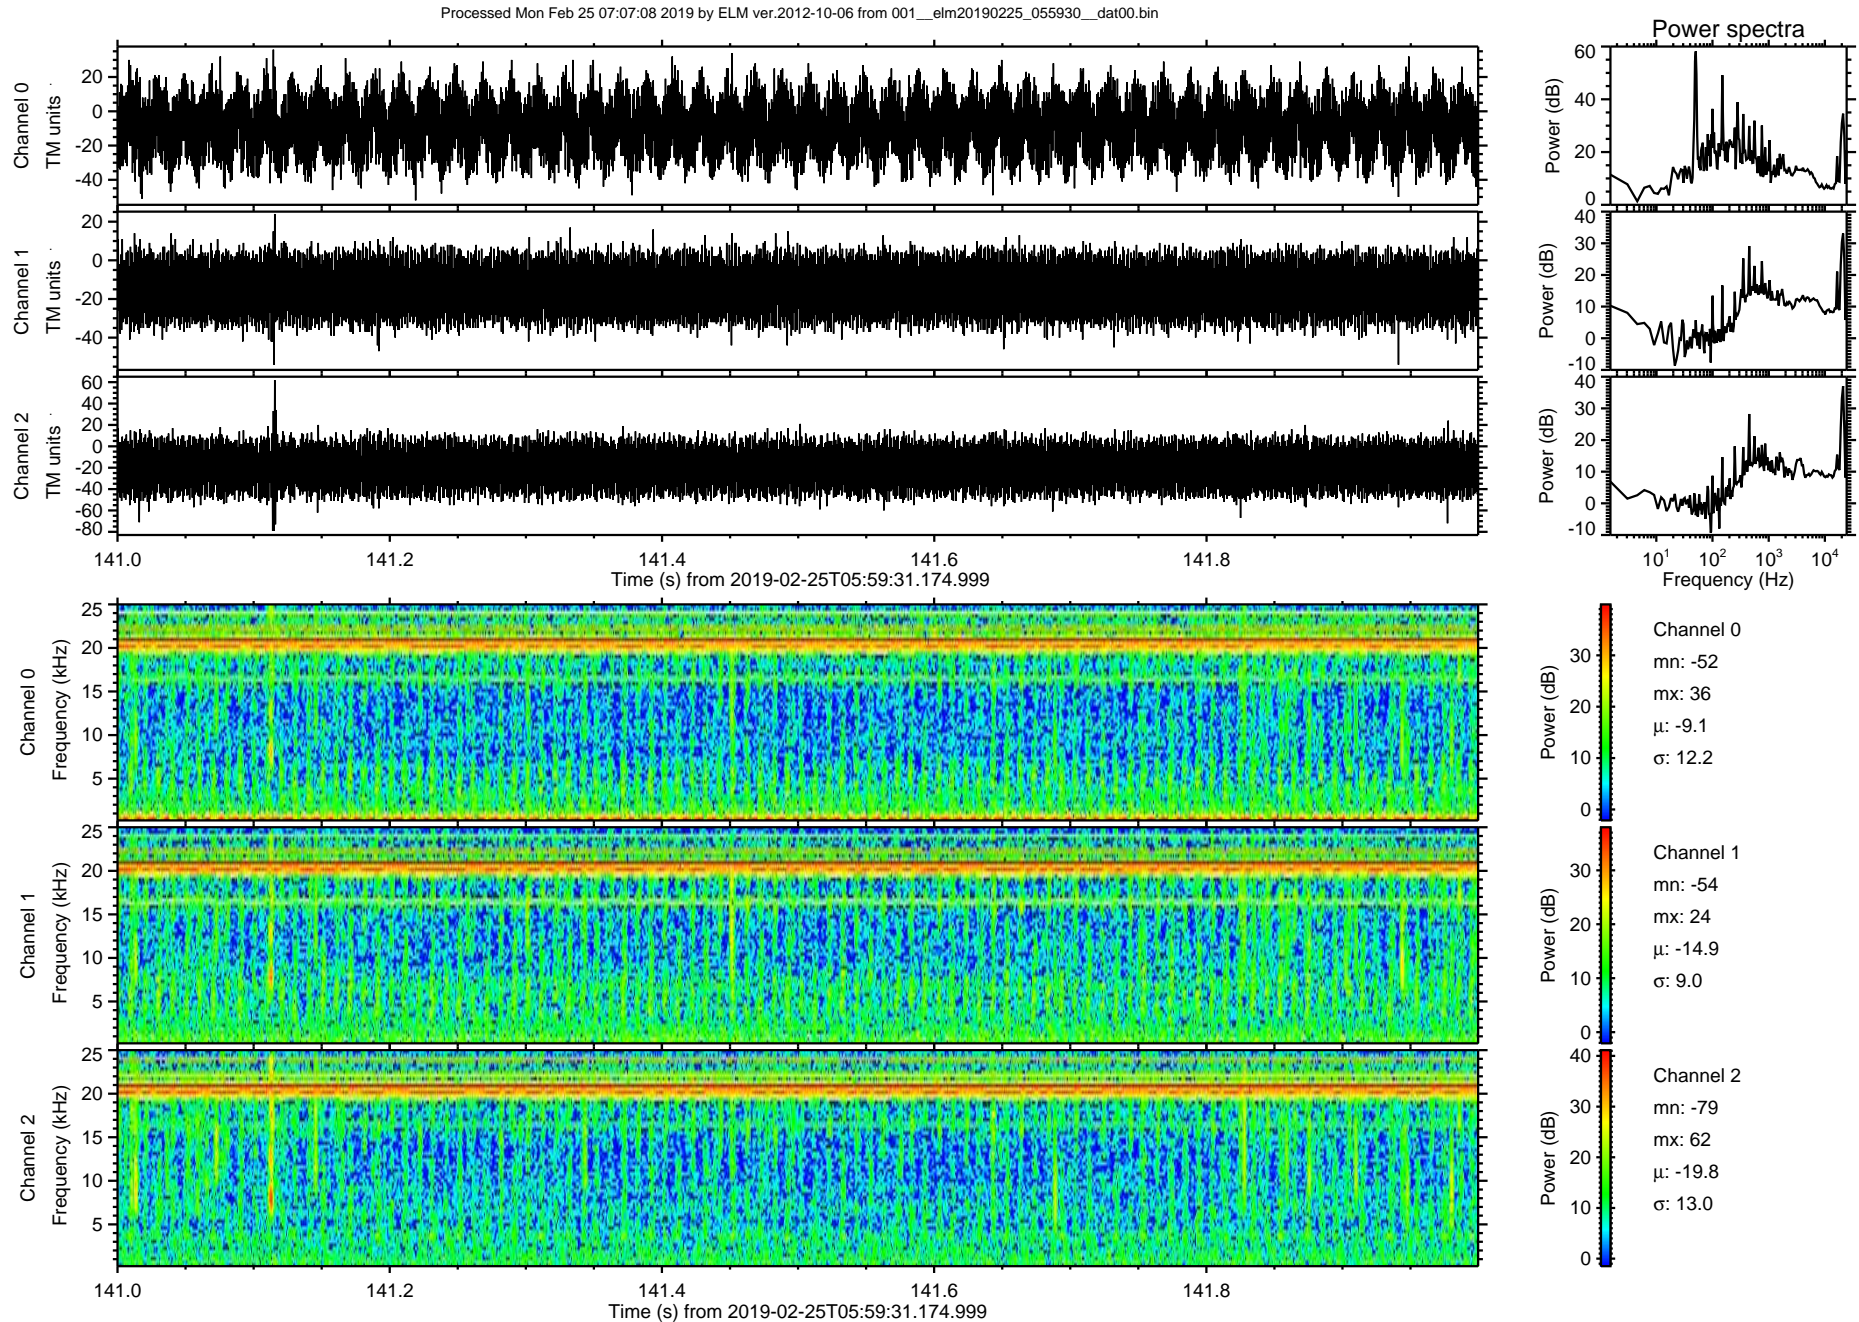 Processed Mon Feb 25 07:07:08 2019 by ELM ver.2012-10-06 from 001__elm20190225_055930__dat00.bin
Power spectra
Channel 0
TM units
20
0
-20
-40
Power (dB)
60
40
20
0
Channel 1
TM units
20
0
-20
-40
Power (dB)
40
30
20
10
0
-10
Channel 2
TM units
60
40
20
0
-20
-40
-60
-80
Power (dB)
40
30
20
10
0
-10
141.0 141.2 141.4 141.6 141.8
Time (s) from 2019-02-25T05:59:31.174.999
10¹ 10² 10³ 10⁴
Frequency (Hz)
Channel 0
Frequency (kHz)
25
20
15
10
5
Power (dB)
30
20
10
0
Channel 0
mn: -52
mx: 36
µ: -9.1
σ: 12.2
Channel 1
Frequency (kHz)
25
20
15
10
5
Power (dB)
30
20
10
0
Channel 1
mn: -54
mx: 24
µ: -14.9
σ: 9.0
Channel 2
Frequency (kHz)
25
20
15
10
5
Power (dB)
40
30
20
10
0
Channel 2
mn: -79
mx: 62
µ: -19.8
σ: 13.0
141.0 141.2 141.4 141.6 141.8
Time (s) from 2019-02-25T05:59:31.174.999